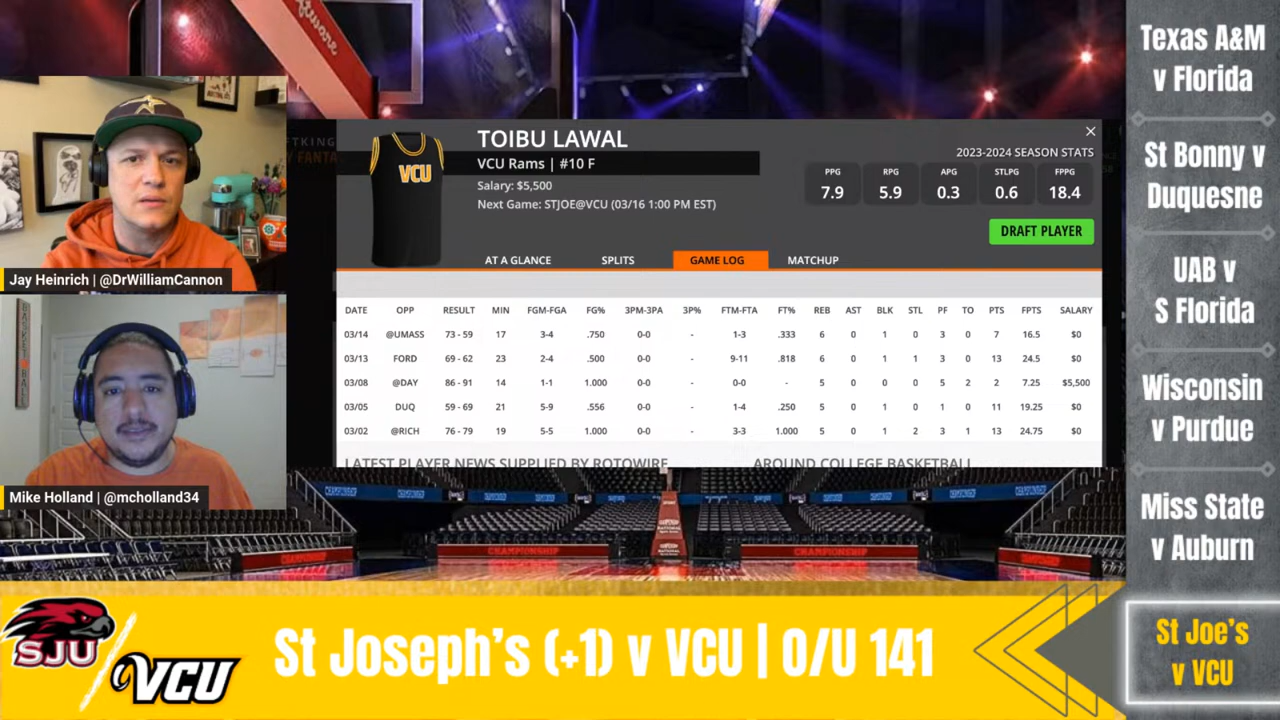 Texas A&M
v Florida
St Bonny v
Duquesne
UAB v
S Florida
Wisconsin
v Purdue
Miss State
v Auburn
St Joe's
v VCU
Jay Heinrich | @DrWilliamCannon
Mike Holland | @mcholland34
BASKETBALL
VCU
TOIBU LAWAL
VCU Rams | #10 F
Salary: $5,500
Next Game: STJOE@VCU (03/16 1:00 PM EST)
×
2023-2024 SEASON STATS
PPG RPG APG STLPG FPPG
7.9 5.9 0.3 0.6 18.4
DRAFT PLAYER
AT A GLANCE SPLITS GAME LOG MATCHUP
DATE OPP RESULT MIN FGM-FGA FG% 3PM-3PA 3P% FTM-FTA FT% REB AST BLK STL PF TO PTS FPTS SALARY
03/14 @UMASS 73 - 59 17 3-4 .750 0-0 - 1-3 .333 6 0 1 0 3 0 7 16.5 $0
03/13 FORD 69 - 62 23 2-4 .500 0-0 - 9-11 .818 6 0 1 1 3 0 13 24.5 $0
03/08 @DAY 86 - 91 14 1-1 1.000 0-0 - 0-0 - 5 0 0 0 5 2 2 7.25 $5,500
03/05 DUQ 59 - 69 21 5-9 .556 0-0 - 1-4 .250 5 0 1 0 1 0 11 19.25 $0
03/02 @RICH 76 - 79 19 5-5 1.000 0-0 - 3-3 1.000 5 0 1 2 3 1 13 24.75 $0
LATEST PLAYER NEWS SUPPLIED BY ROTOWIRE AROUND COLLEGE BASKETBALL
CHAMPIONSHIP
CHAMPIONSHIP
SJU
VCU
St Joseph's (+1) v VCU | O/U 141